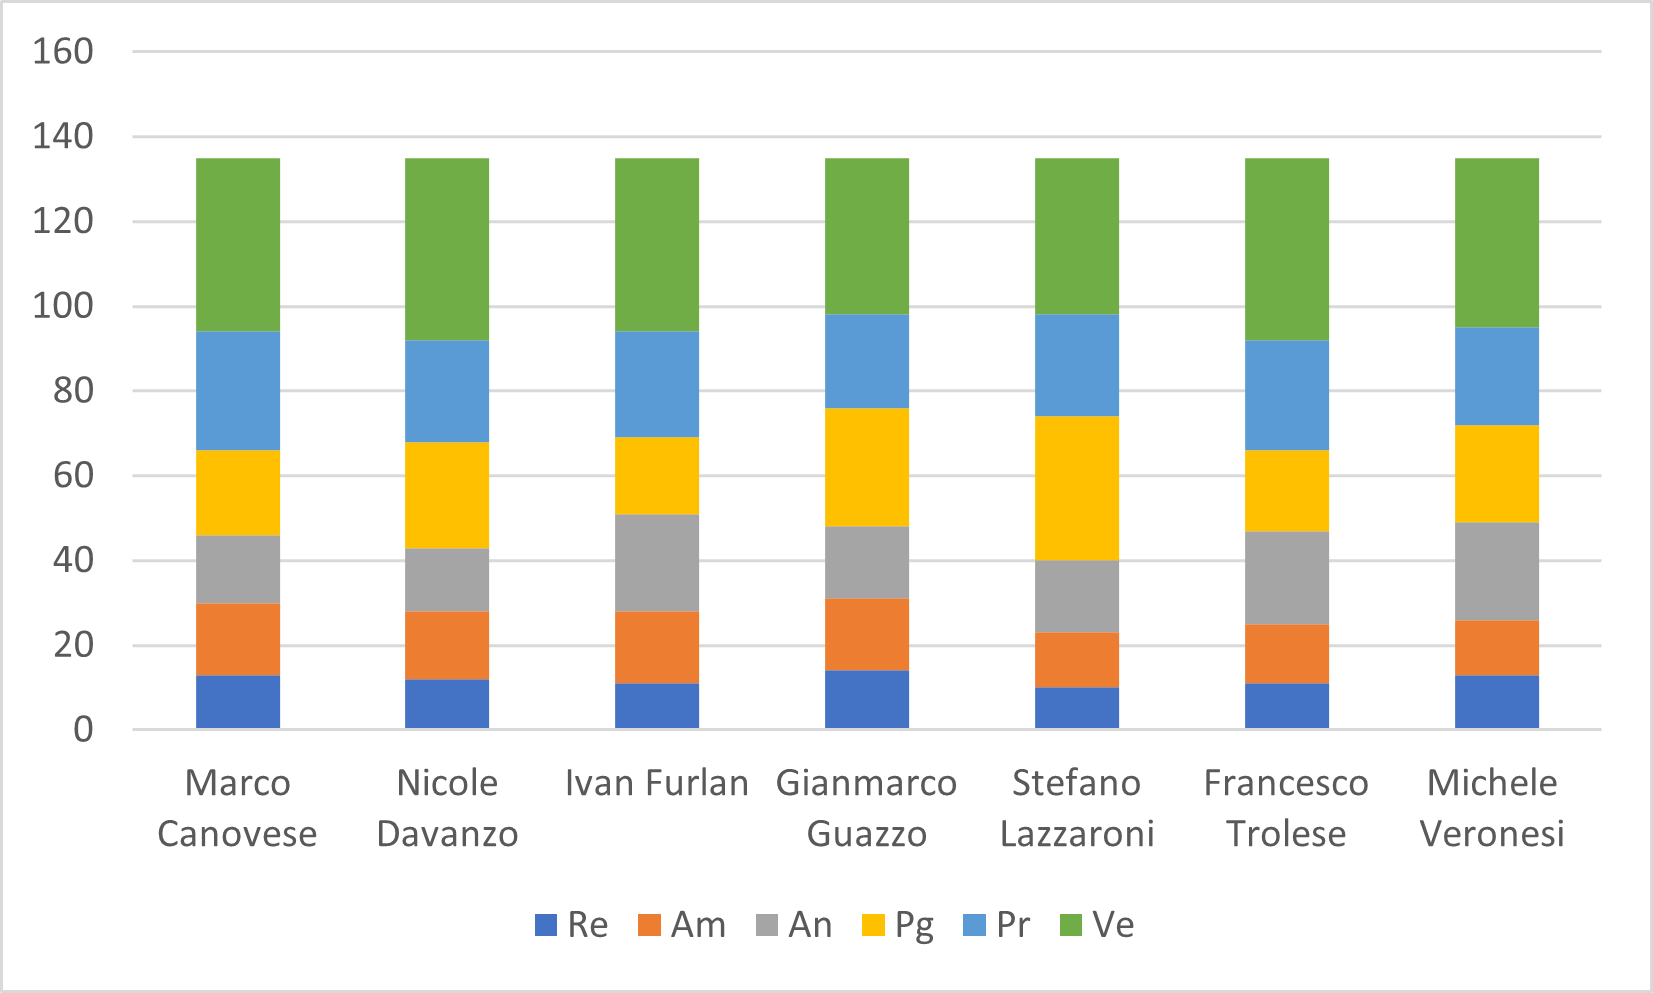 160
140
120
100
80
60
40
20
0
Marco Canovese
Nicole Davanzo
Ivan Furlan
Gianmarco Guazzo
Stefano Lazzaroni
Francesco Trolese
Michele Veronesi
Re Am An Pg Pr Ve